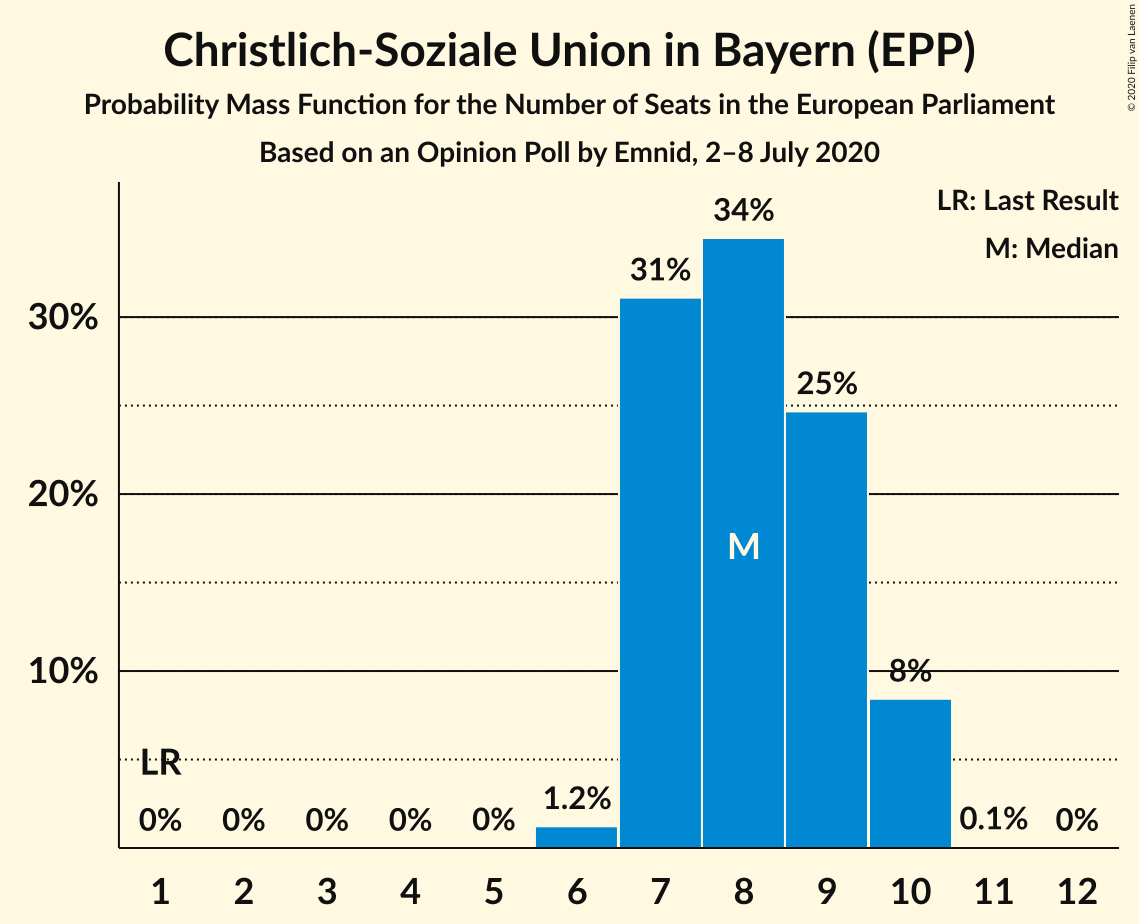 Christlich-Soziale Union in Bayern (EPP)
Probability Mass Function for the Number of Seats in the European Parliament
Based on an Opinion Poll by Emnid, 2–8 July 2020
© 2020 Filip van Laenen
LR: Last Result
M: Median
30%
20%
10%
LR
0%
0%
0%
0%
0%
1.2%
31%
34%
M
25%
8%
0.1%
0%
1 2 3 4 5 6 7 8 9 10 11 12